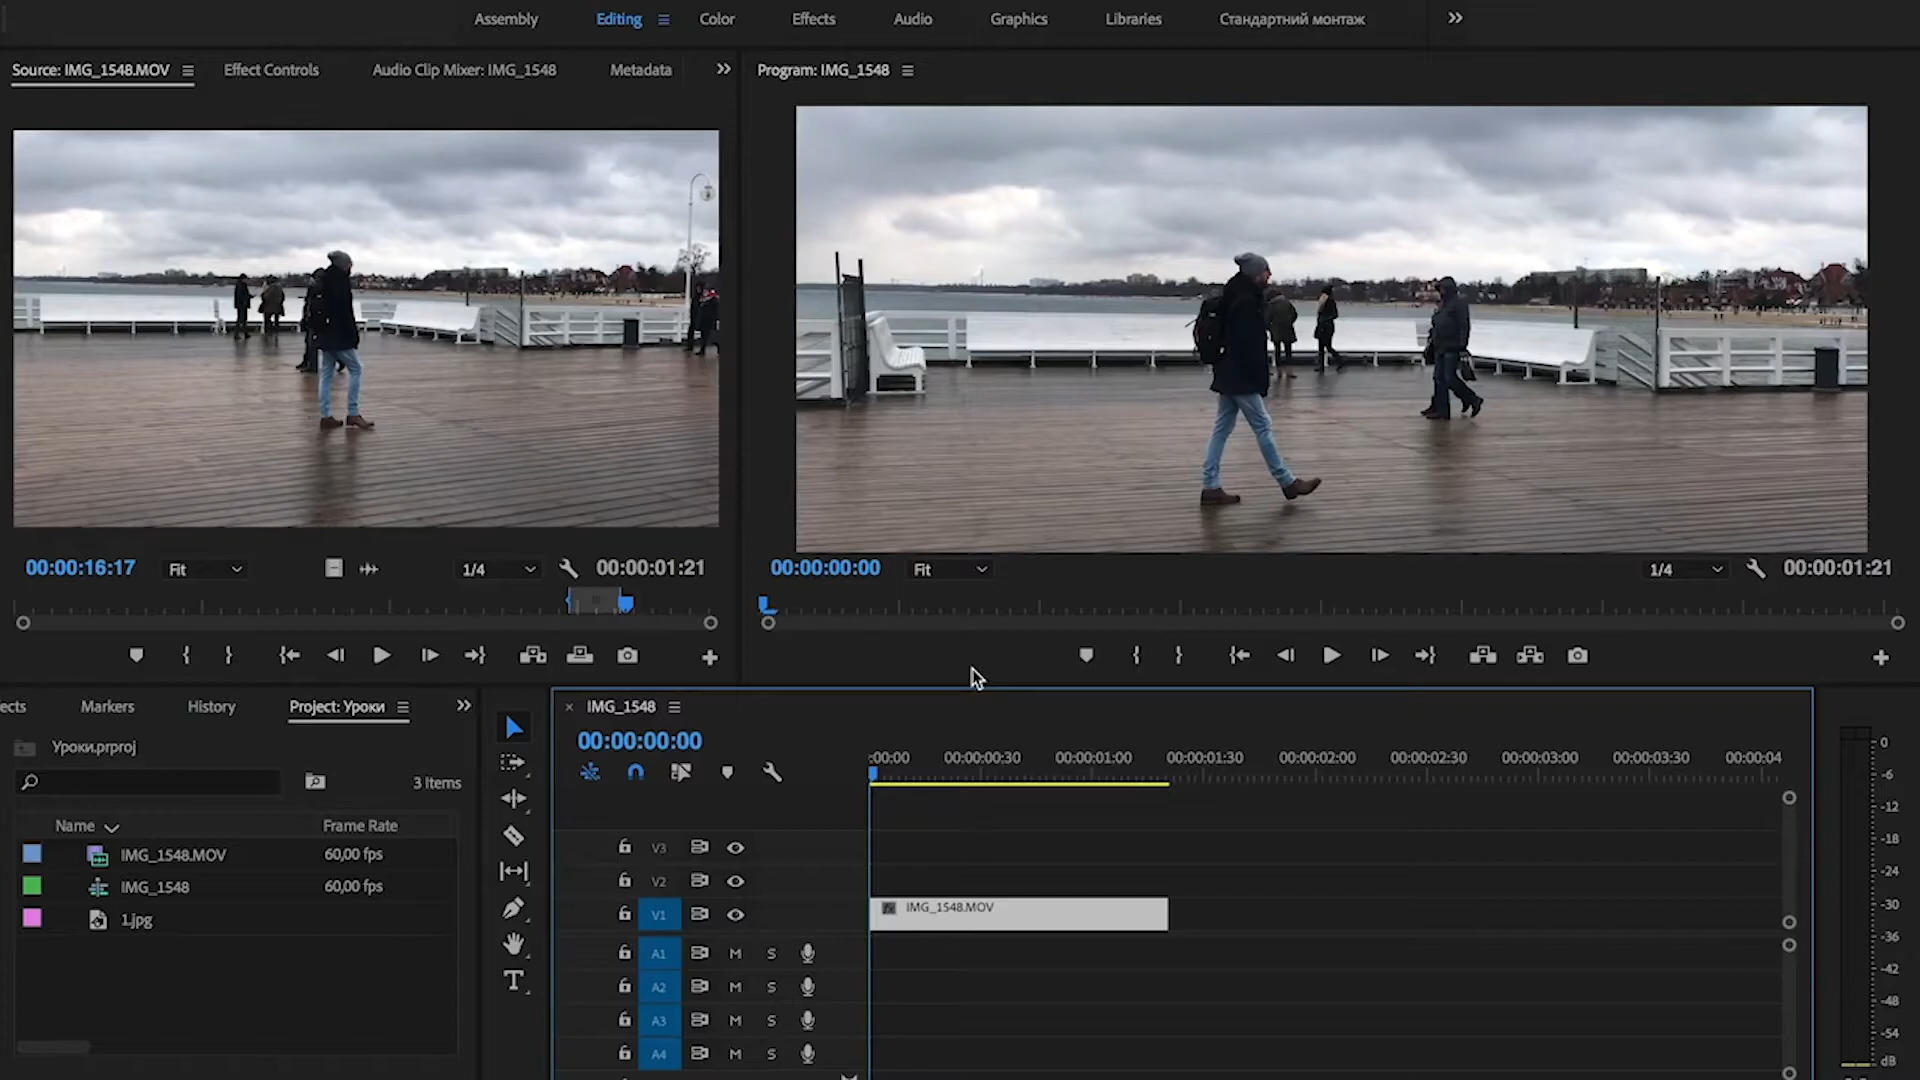 Assembly Editing Color Effects Audio Graphics Libraries Стандартний монтаж
Source: IMG_1548.MOV Effect Controls Audio Clip Mixer: IMG_1548 Metadata
Program: IMG_1548
00:00:16:17 Fit 1/4 00:00:01:21
00:00:00:00 Fit 1/4 00:00:01:21
ects Markers History Project: Уроки
Уроки.prproj
3 Items
Name Frame Rate
IMG_1548.MOV 60,00 fps
IMG_1548 60,00 fps
1.jpg
IMG_1548
00:00:00:00
:00:00 00:00:00:30 00:00:01:00 00:00:01:30 00:00:02:00 00:00:02:30 00:00:03:00 00:00:03:30 00:00:04
V3
V2
V1 IMG_1548.MOV
A1 M S
A2 M S
A3 M S
A4 M S
0
-6
-12
-18
-24
-30
-36
-42
-48
-54
dB